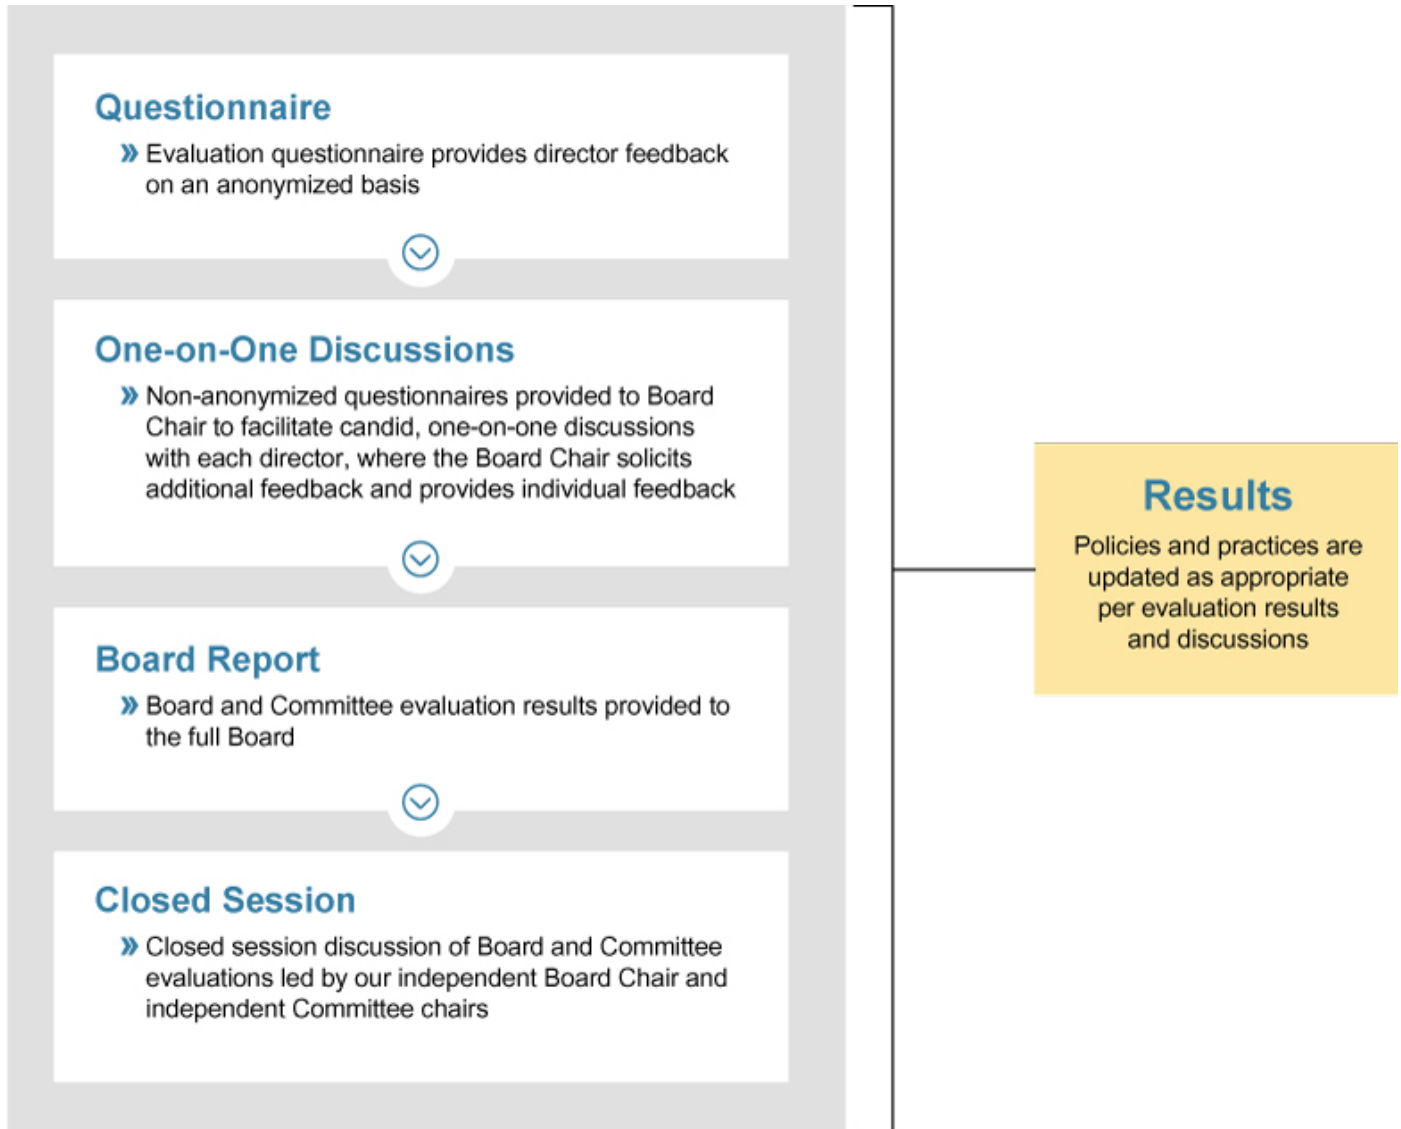 Questionnaire
Evaluation questionnaire provides director feedback
on an anonymized basis
One-on-One Discussions
Non-anonymized questionnaires provided to Board
Chair to facilitate candid, one-on-one discussions
with each director, where the Board Chair solicits
additional feedback and provides individual feedback
Board Report
Board and Committee evaluation results provided to
the full Board
Closed Session
Closed session discussion of Board and Committee
evaluations led by our independent Board Chair and
independent Committee chairs
Results
Policies and practices are
updated as appropriate
per evaluation results
and discussions